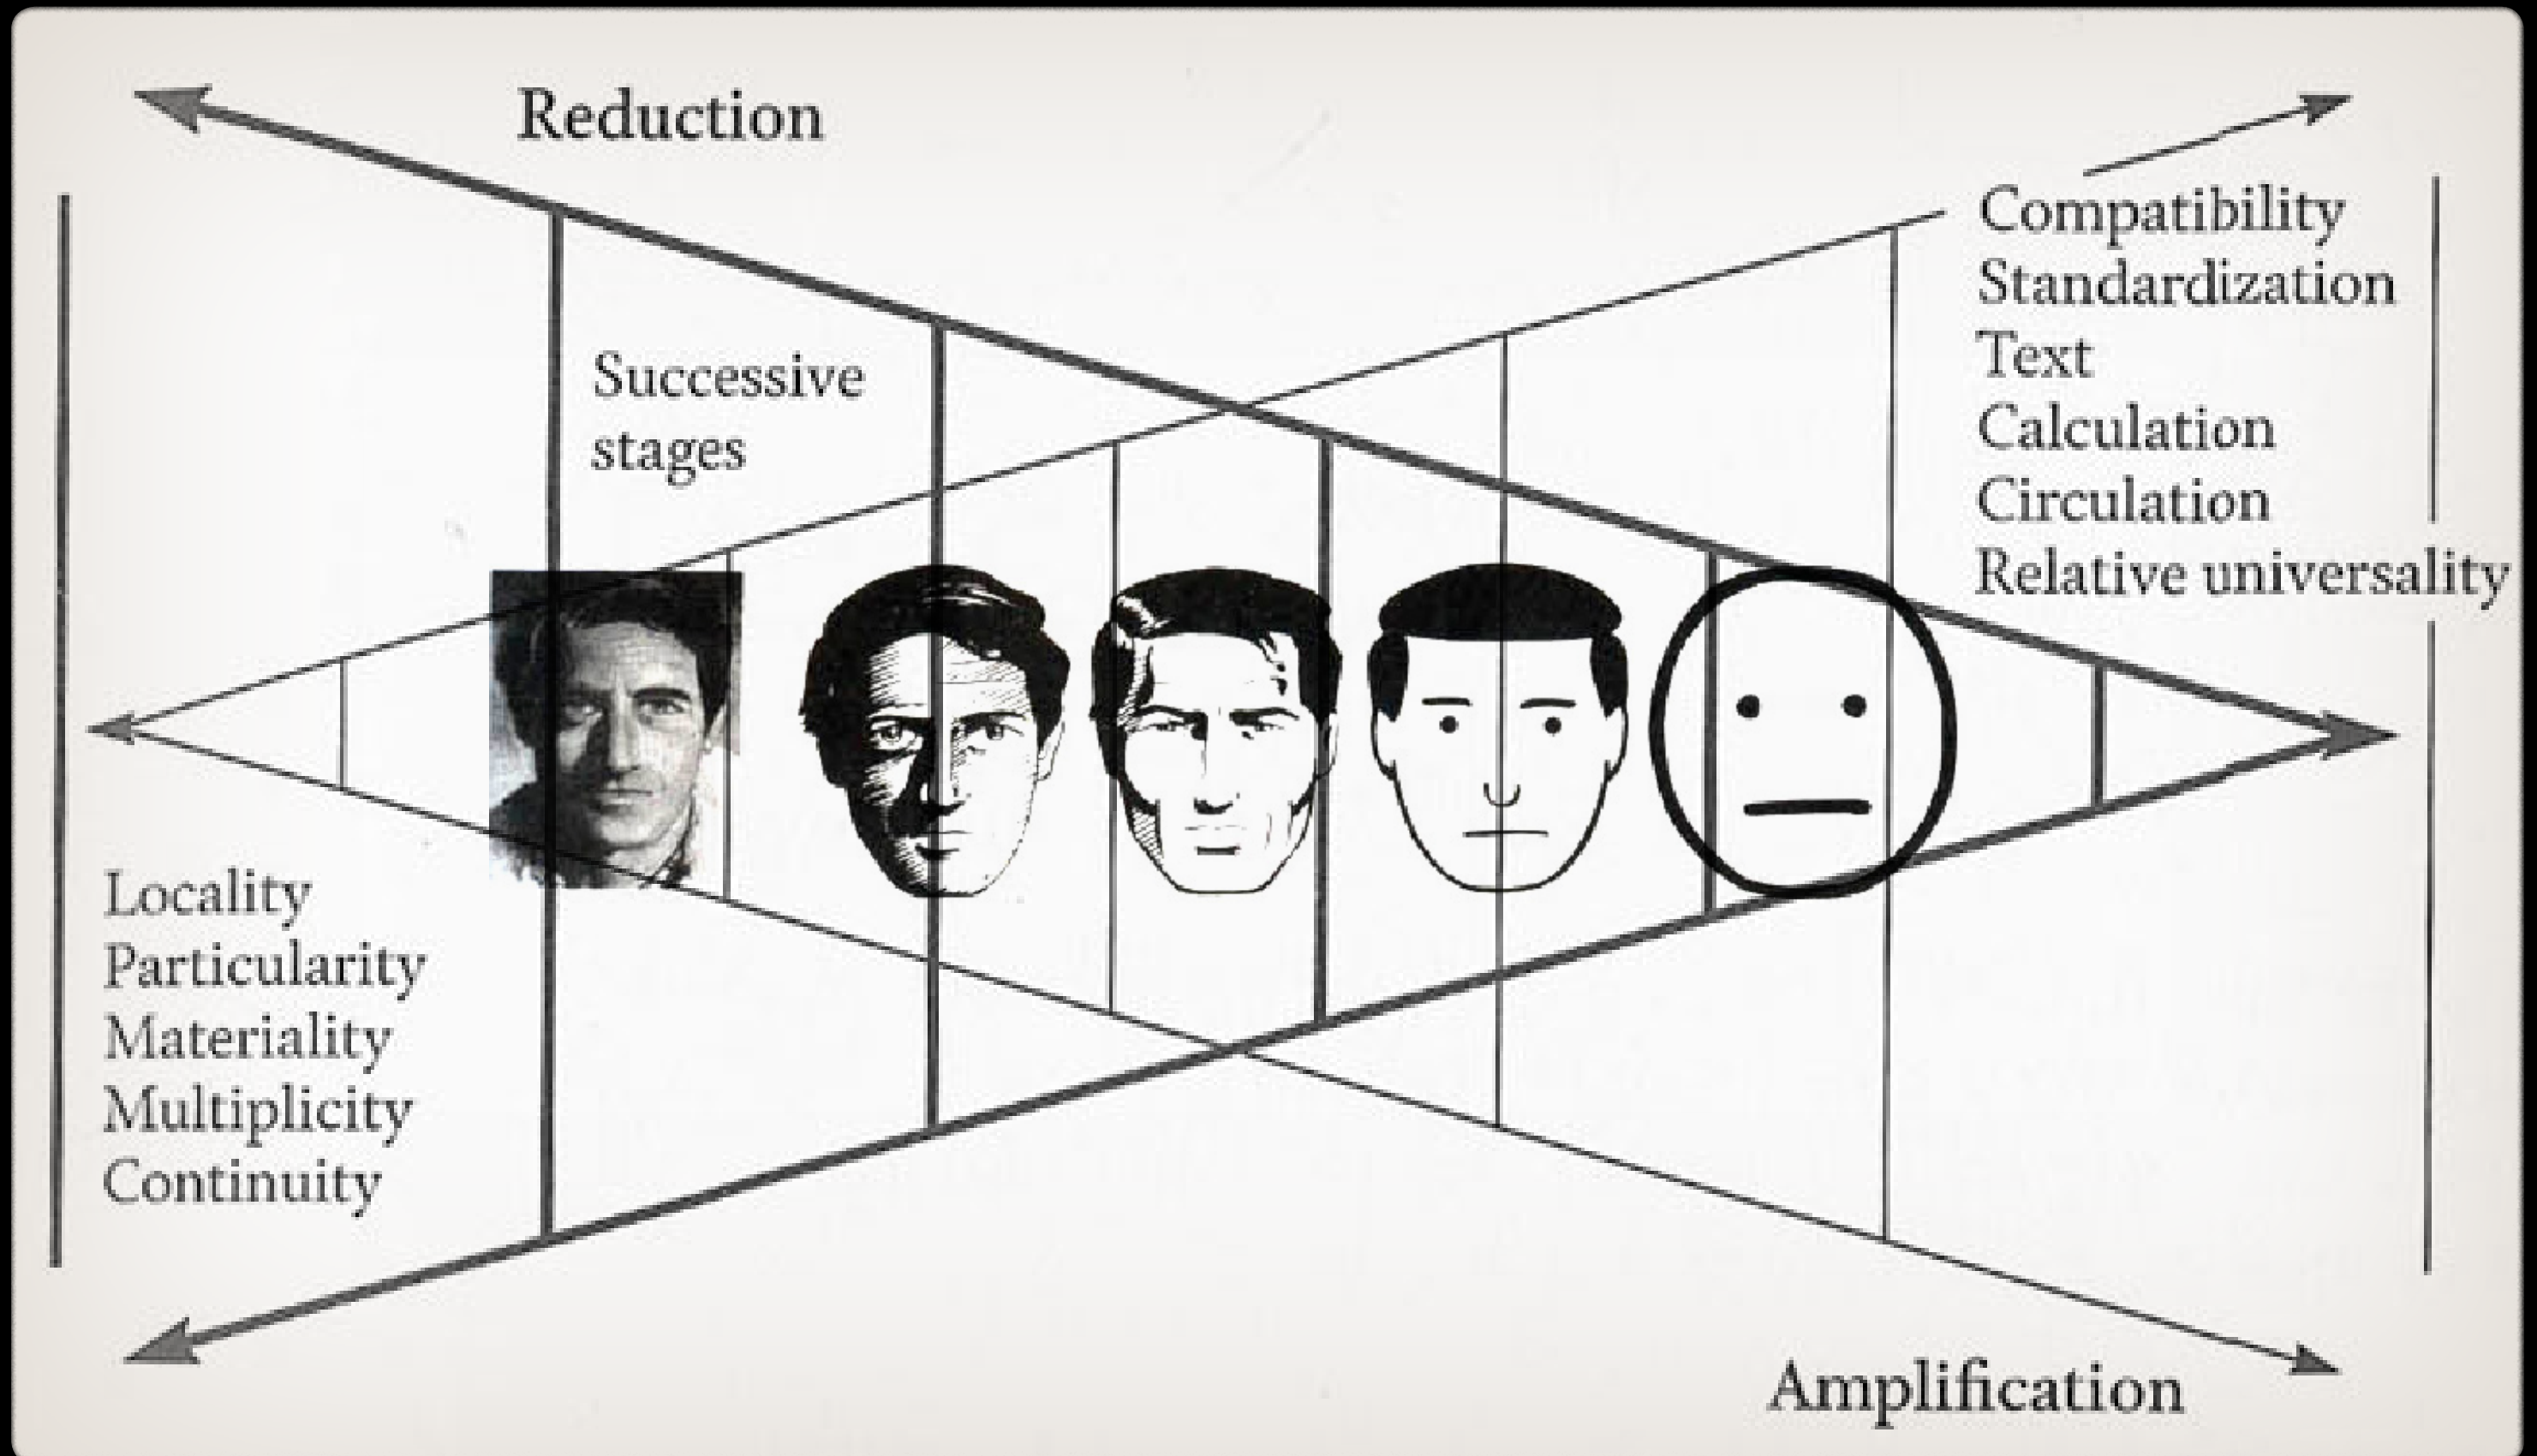 Reduction
Compatibility
Standardization
Text
Calculation
Circulation
Relative universality
Successive
stages
Locality
Particularity
Materiality
Multiplicity
Continuity
Amplification